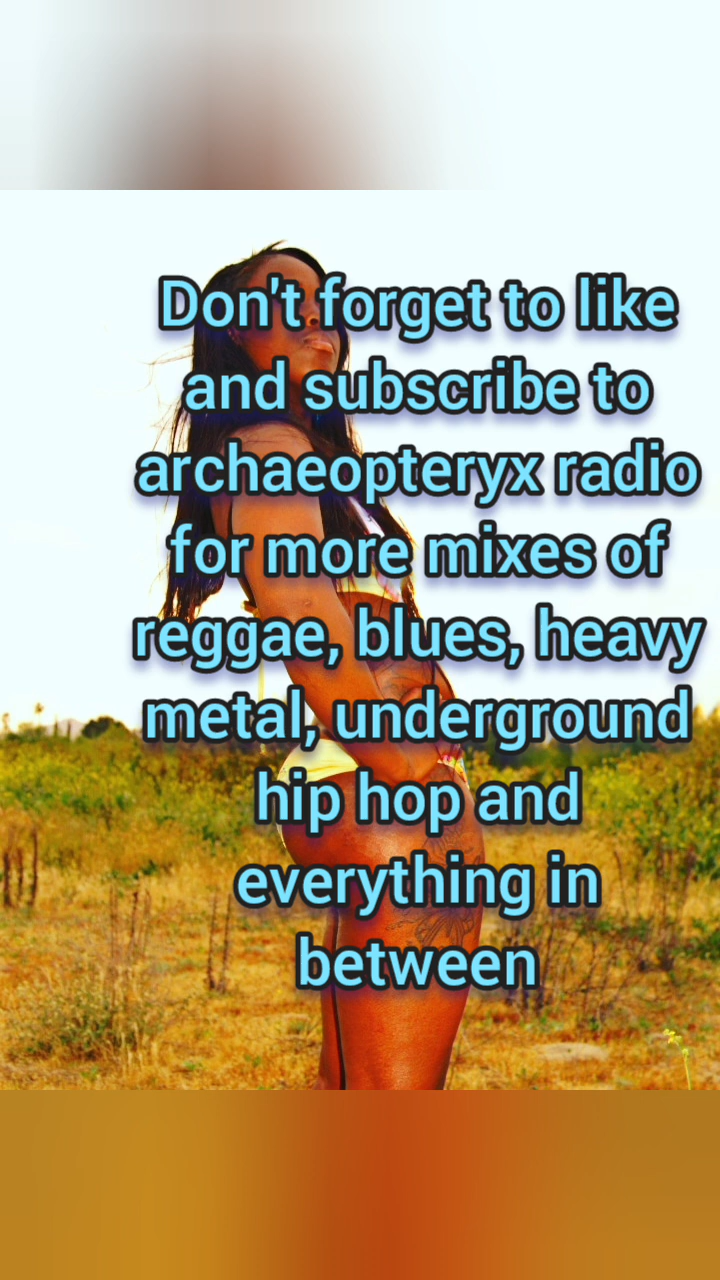 Don't forget to like
and subscribe to
archaeopteryx radio
for more mixes of
reggae, blues, heavy
metal, underground
hip hop and
everything in
between